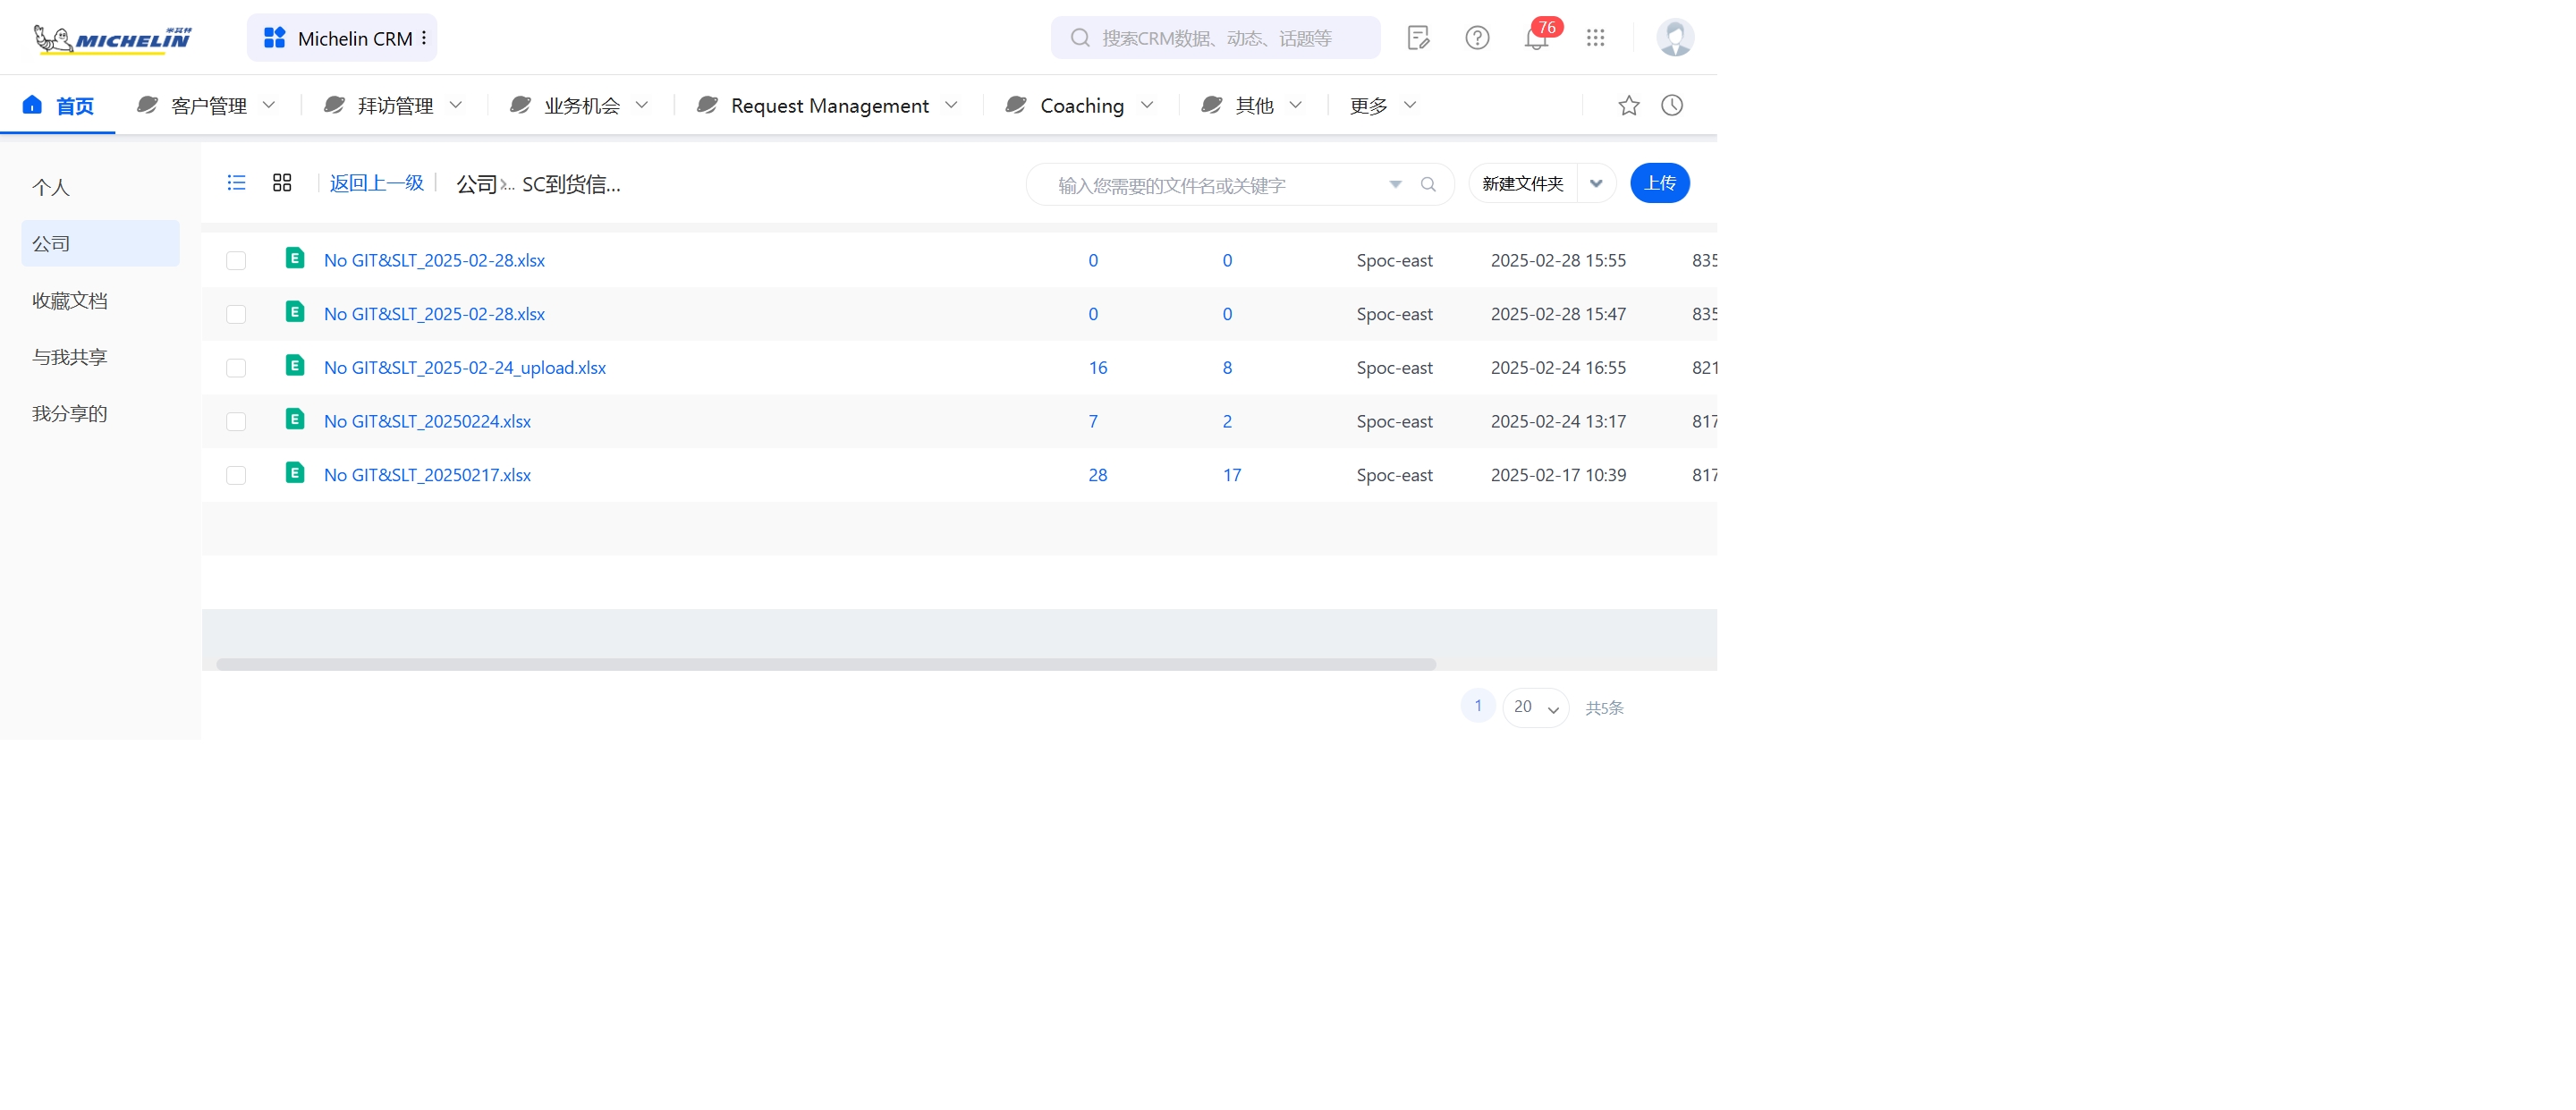 MICHELIN 米其林
Michelin CRM
搜索CRM数据、动态、话题等
76
首页 客户管理 拜访管理 业务机会 Request Management Coaching 其他 更多
个人
公司
收藏文档
与我共享
我分享的
返回上一级 公司 ... SC到货信...
输入您需要的文件名或关键字
新建文件夹
上传
E No GIT&SLT_2025-02-28.xlsx 0 0 Spoc-east 2025-02-28 15:55 835
E No GIT&SLT_2025-02-28.xlsx 0 0 Spoc-east 2025-02-28 15:47 835
E No GIT&SLT_2025-02-24_upload.xlsx 16 8 Spoc-east 2025-02-24 16:55 821
E No GIT&SLT_20250224.xlsx 7 2 Spoc-east 2025-02-24 13:17 817
E No GIT&SLT_20250217.xlsx 28 17 Spoc-east 2025-02-17 10:39 817
1 20 共5条